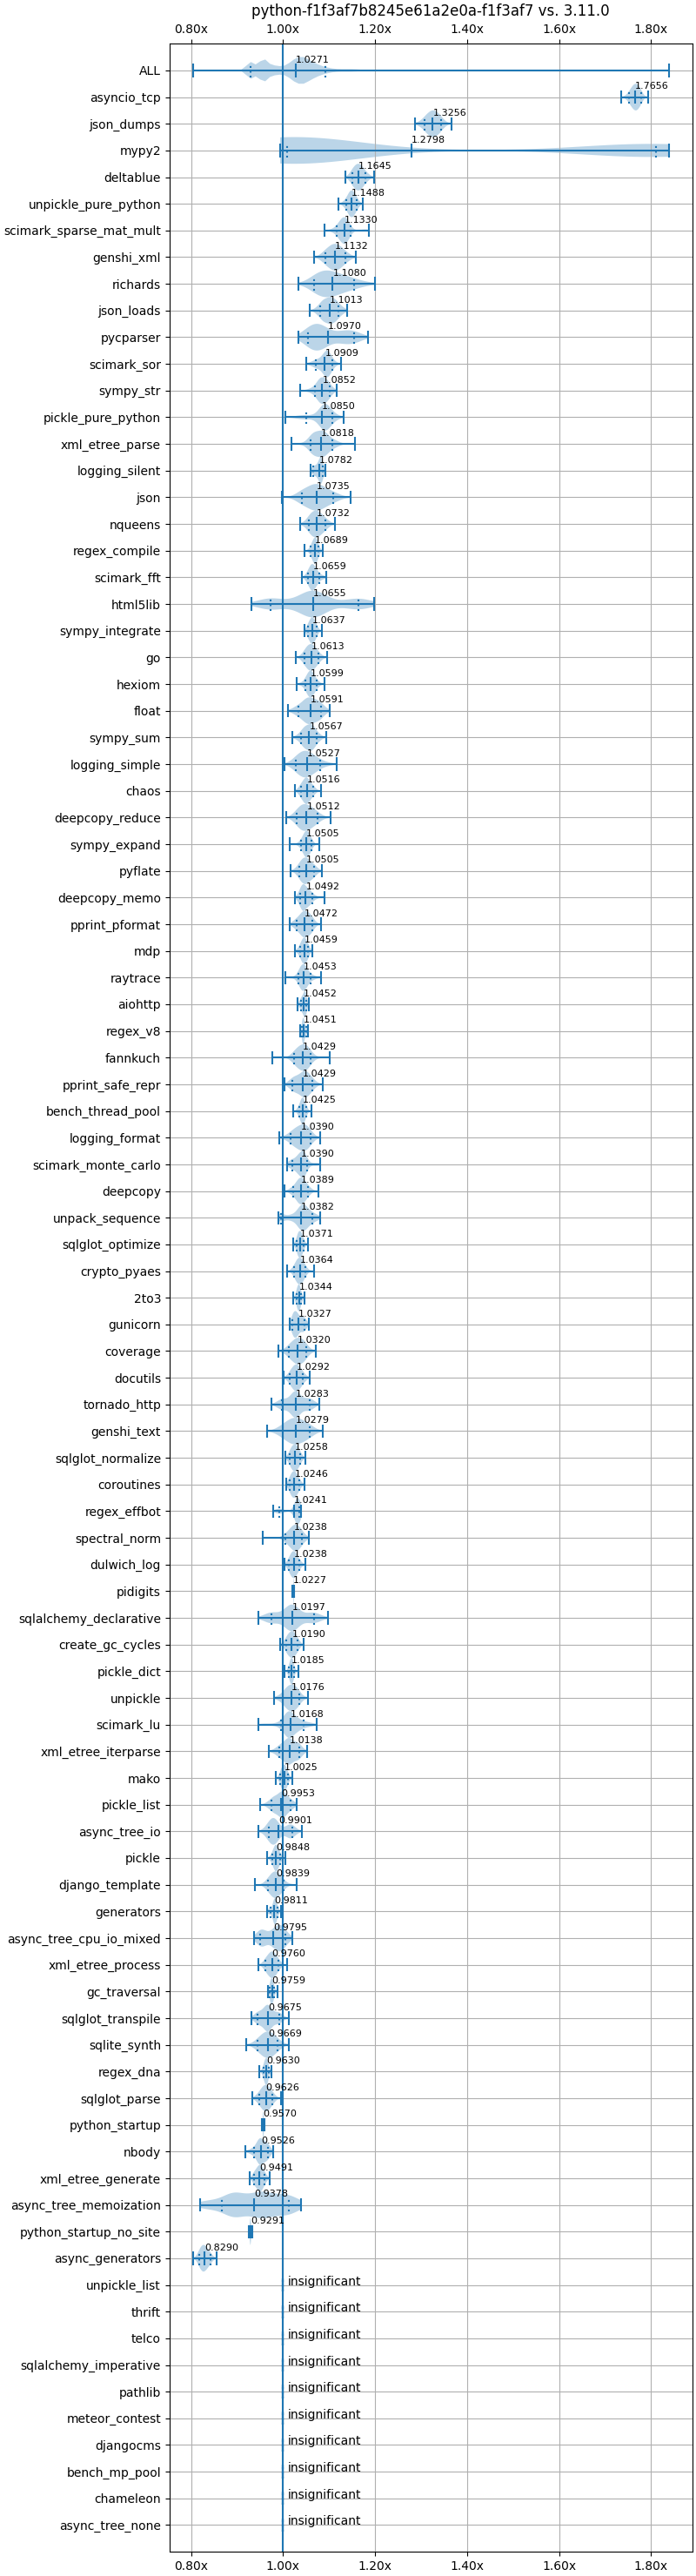 python-f1f3af7b8245e61a2e0a-f1f3af7 vs. 3.11.0
0.80x 1.00x 1.20x 1.40x 1.60x 1.80x
ALL 1.0271
asyncio_tcp 1.7656
json_dumps 1.3256
mypy2 1.2798
deltablue 1.1645
unpickle_pure_python 1.1488
scimark_sparse_mat_mult 1.1330
genshi_xml 1.1132
richards 1.1080
json_loads 1.1013
pycparser 1.0970
scimark_sor 1.0909
sympy_str 1.0852
pickle_pure_python 1.0850
xml_etree_parse 1.0818
logging_silent 1.0782
json 1.0735
nqueens 1.0732
regex_compile 1.0689
scimark_fft 1.0659
html5lib 1.0655
sympy_integrate 1.0637
go 1.0613
hexiom 1.0599
float 1.0591
sympy_sum 1.0567
logging_simple 1.0527
chaos 1.0516
deepcopy_reduce 1.0512
sympy_expand 1.0505
pyflate 1.0505
deepcopy_memo 1.0492
pprint_pformat 1.0472
mdp 1.0459
raytrace 1.0453
aiohttp 1.0452
regex_v8 1.0451
fannkuch 1.0429
pprint_safe_repr 1.0429
bench_thread_pool 1.0425
logging_format 1.0390
scimark_monte_carlo 1.0390
deepcopy 1.0389
unpack_sequence 1.0382
sqlglot_optimize 1.0371
crypto_pyaes 1.0364
2to3 1.0344
gunicorn 1.0327
coverage 1.0320
docutils 1.0292
tornado_http 1.0283
genshi_text 1.0279
sqlglot_normalize 1.0258
coroutines 1.0246
regex_effbot 1.0241
spectral_norm 1.0238
dulwich_log 1.0238
pidigits 1.0227
sqlalchemy_declarative 1.0197
create_gc_cycles 1.0190
pickle_dict 1.0185
unpickle 1.0176
scimark_lu 1.0168
xml_etree_iterparse 1.0138
mako 1.0025
pickle_list 0.9953
async_tree_io 0.9901
pickle 0.9848
django_template 0.9839
generators 0.9811
async_tree_cpu_io_mixed 0.9795
xml_etree_process 0.9760
gc_traversal 0.9759
sqlglot_transpile 0.9675
sqlite_synth 0.9669
regex_dna 0.9630
sqlglot_parse 0.9626
python_startup 0.9570
nbody 0.9526
xml_etree_generate 0.9491
async_tree_memoization 0.9378
python_startup_no_site 0.9291
async_generators 0.8290
unpickle_list insignificant
thrift insignificant
telco insignificant
sqlalchemy_imperative insignificant
pathlib insignificant
meteor_contest insignificant
djangocms insignificant
bench_mp_pool insignificant
chameleon insignificant
async_tree_none insignificant
0.80x 1.00x 1.20x 1.40x 1.60x 1.80x